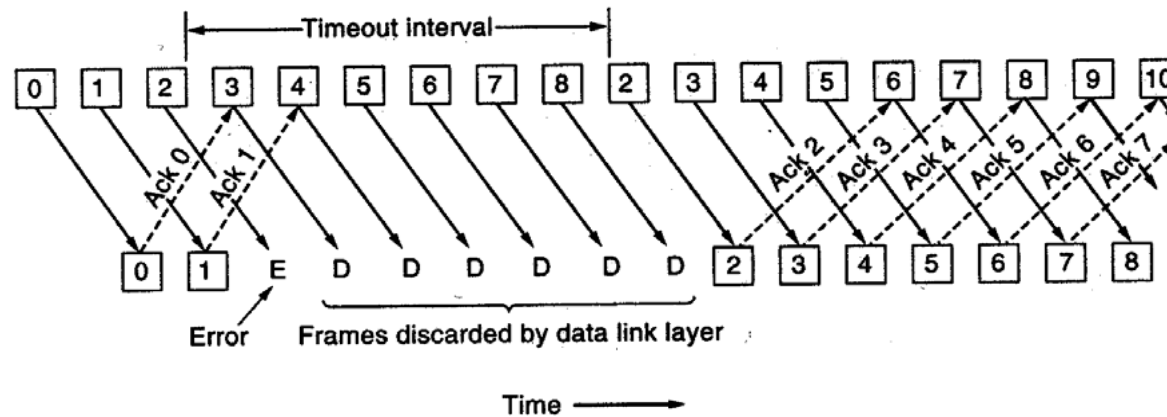 Timeout interval
0 1 2 3 4 5 6 7 8 2 3 4 5 6 7 8 9 10
Ack 0 Ack 1 Ack 2 Ack 3 Ack 4 Ack 5 Ack 6 Ack 7
0 1 E D D D D D D 2 3 4 5 6 7 8
Error Frames discarded by data link layer
Time